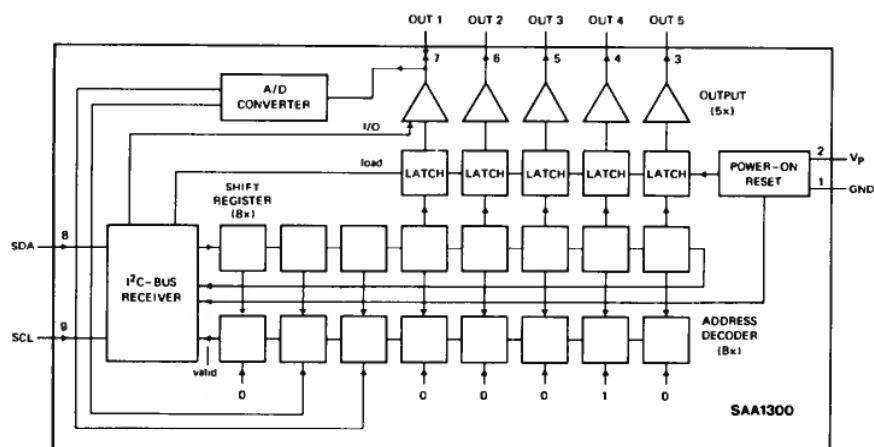 OUT 1 OUT 2 OUT 3 OUT 4 OUT 5
7 6 5 4 3
A/D
CONVERTER
OUTPUT
(5x)
I/O
load
LATCH LATCH LATCH LATCH LATCH
POWER-ON
RESET
2 Vp
1 GND
SHIFT
REGISTER
(8x)
SDA 8
I²C-BUS
RECEIVER
SCL 9
valid
ADDRESS
DECODER
(8x)
0 0 0 0 1 0
SAA1300